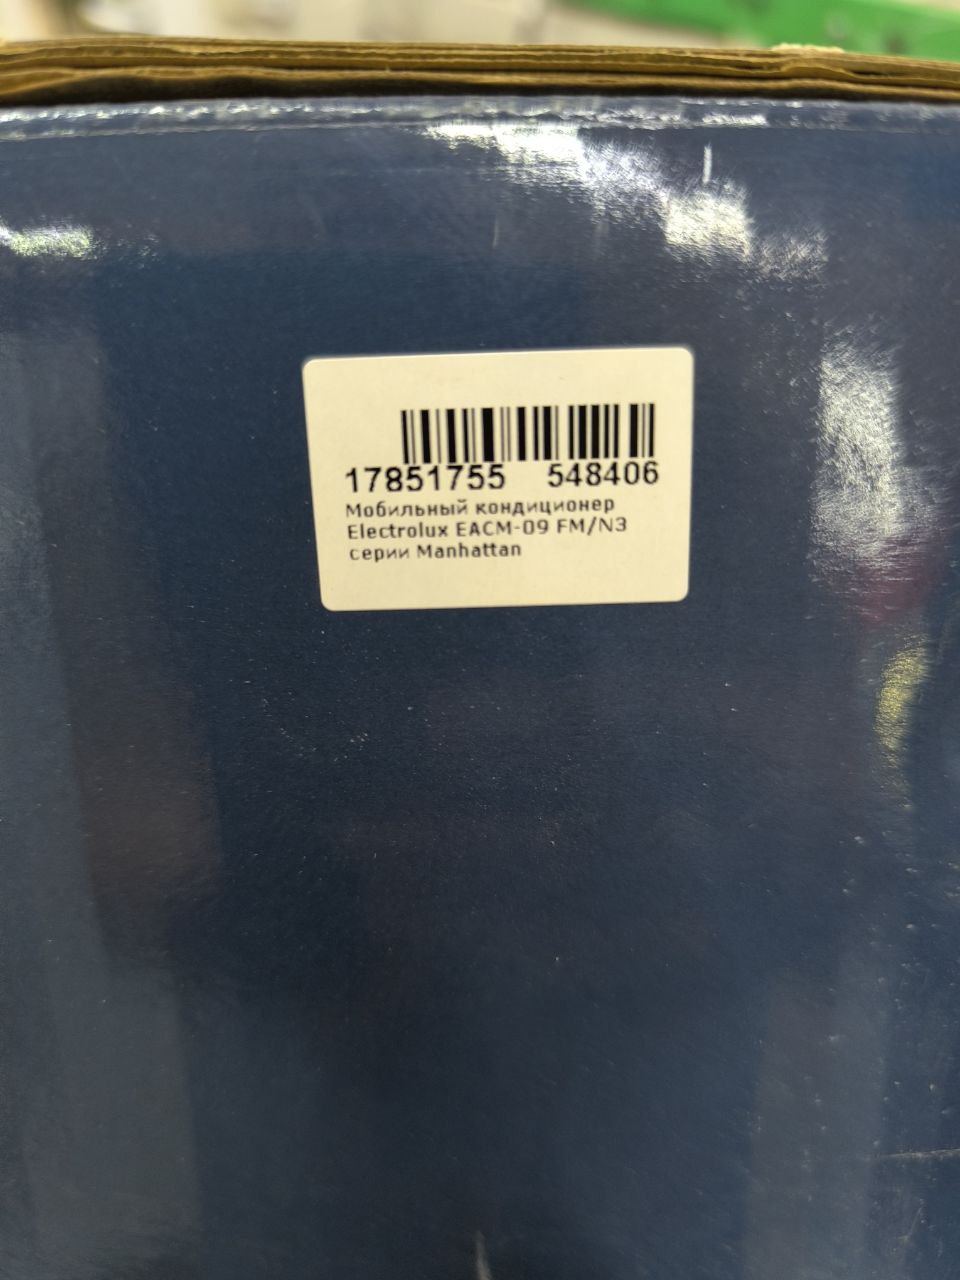 17851755 548406
Мобильный кондиционер
Electrolux EACM-09 FM/N3
серии Manhattan